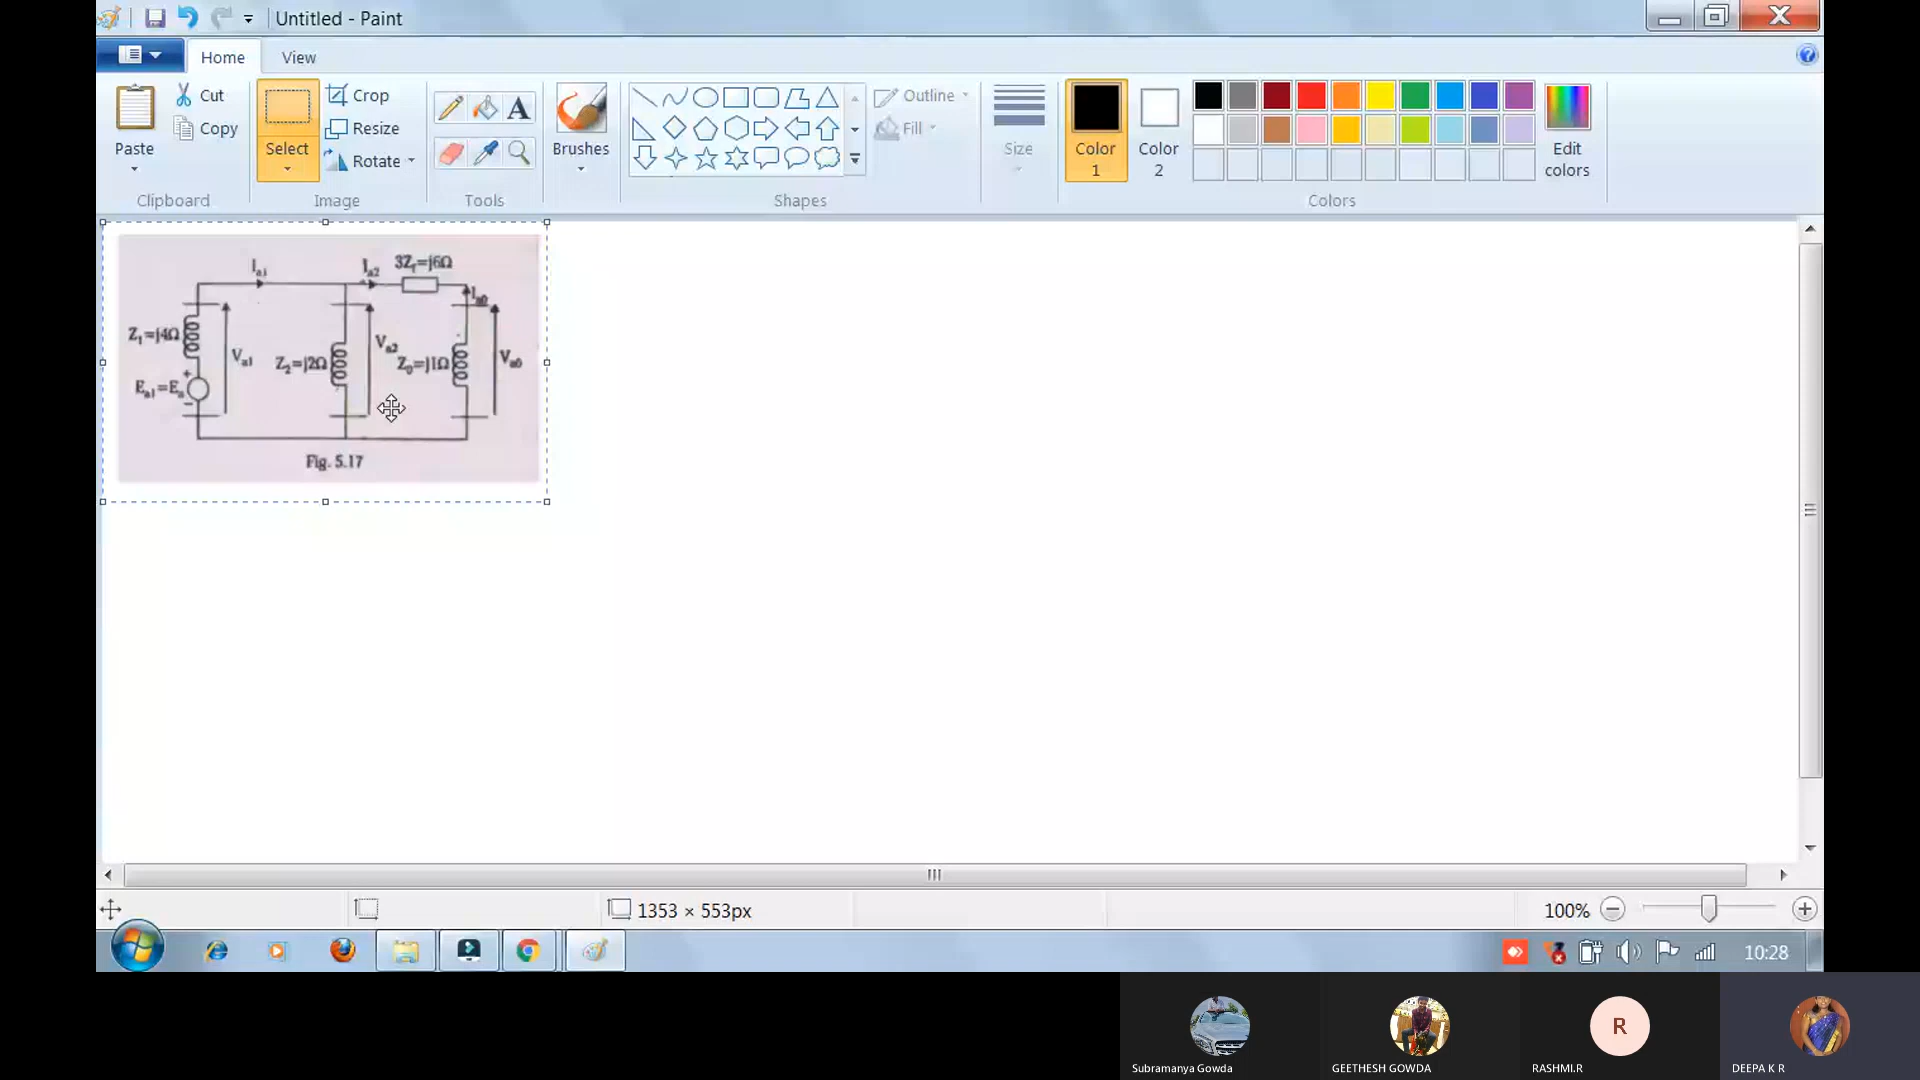 Untitled - Paint
Home
View
Cut
Copy
Paste
Clipboard
Crop
Resize
Rotate
Select
Image
Tools
Brushes
Shapes
Outline
Fill
Size
Color
1
Color
2
Edit
colors
Colors
Ia1
Ia2
3Zf=j6Ω
Ia0
Z1=j4Ω
Va1
Z2=j2Ω
Va2
Z0=j1Ω
Va0
Ea1=Ea
+
−
Fig. 5.17
1353 × 553px
100%
10:28
R
Subramanya Gowda
GEETHESH GOWDA
RASHMI.R
DEEPA K R